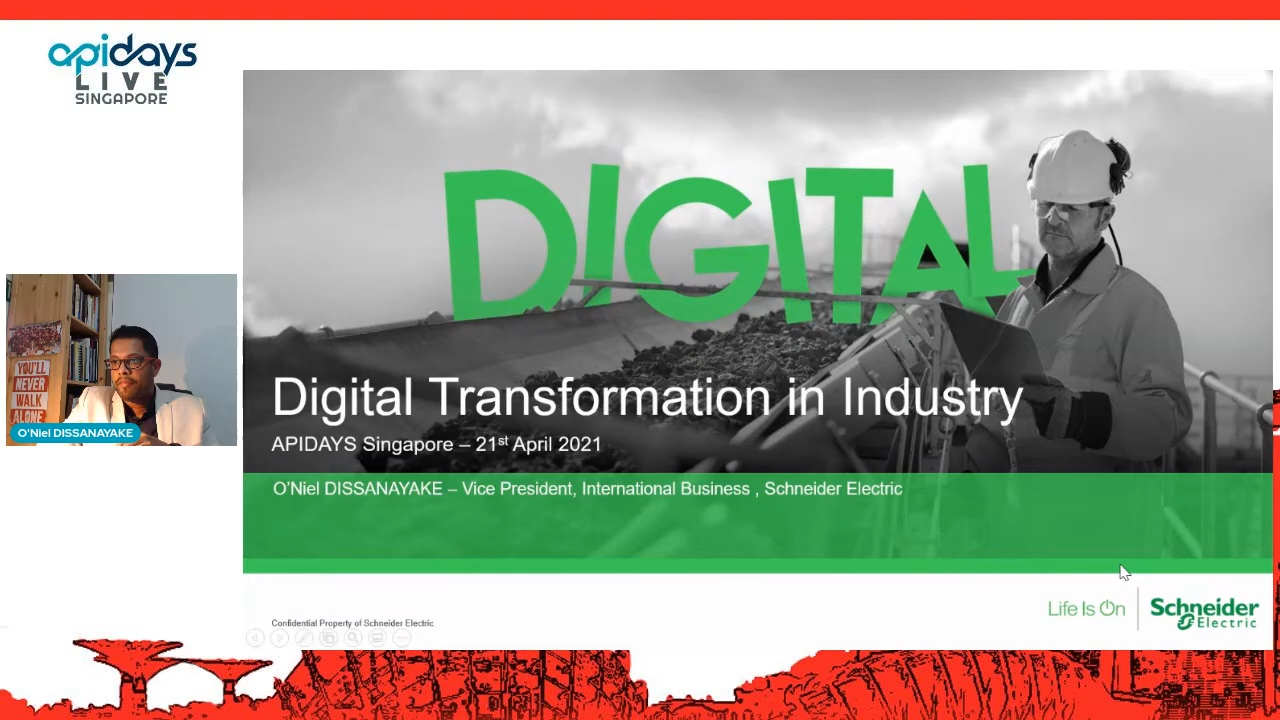 apidays
LIVE
SINGAPORE
DIGITAL
YOU'LL
NEVER
WALK
ALONE
O'Niel DISSANAYAKE
Digital Transformation in Industry
APIDAYS Singapore – 21st April 2021
O'Niel DISSANAYAKE – Vice President, International Business , Schneider Electric
Confidential Property of Schneider Electric
Life Is On
Schneider
Electric